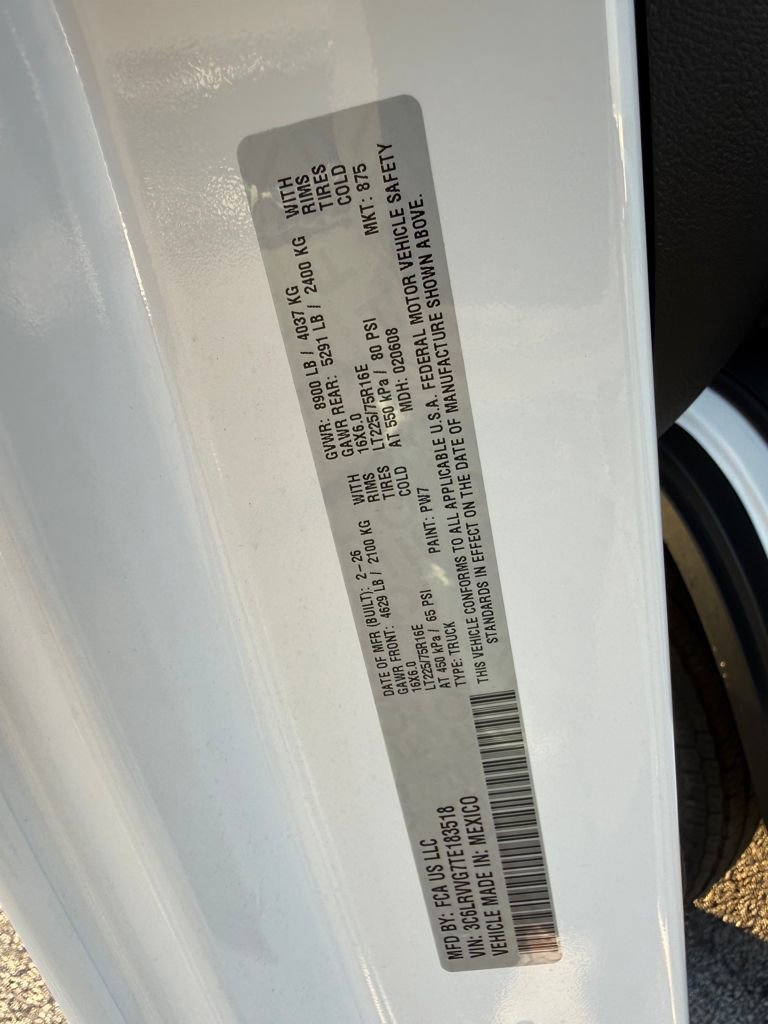 MFD BY: FCA US LLC
VIN: 3C6LRVVG7TE183518
VEHICLE MADE IN: MEXICO
DATE OF MFR (BUILT): 2-26
GAWR FRONT: 4629 LB / 2100 KG WITH
16X6.0 RIMS
LT225/75R16E TIRES
AT 450 kPa / 65 PSI COLD
GVWR: 8900 LB / 4037 KG
GAWR REAR: 5291 LB / 2400 KG WITH
16X6.0 RIMS
LT225/75R16E TIRES
AT 550 kPa / 80 PSI COLD
TYPE: TRUCK PAINT: PW7 MDH: 020608 MKT: 875
THIS VEHICLE CONFORMS TO ALL APPLICABLE U.S.A. FEDERAL MOTOR VEHICLE SAFETY
STANDARDS IN EFFECT ON THE DATE OF MANUFACTURE SHOWN ABOVE.